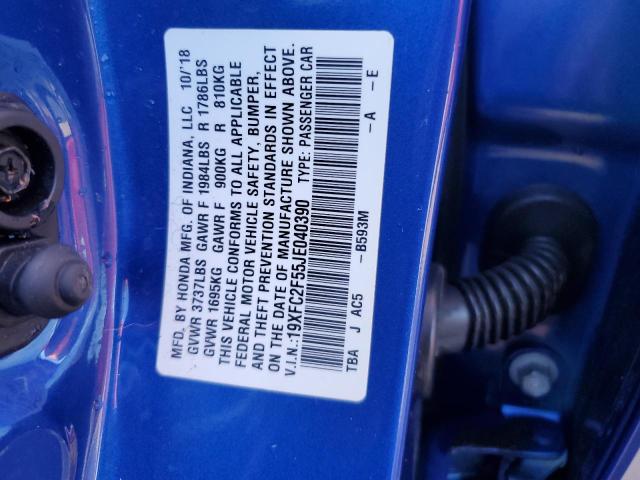 MFD. BY HONDA MFG. OF INDIANA, LLC 10/'18
GVWR 3737LBS GAWR F 1984LBS R 1786LBS
GVWR 1695KG GAWR F 900KG R 810KG
THIS VEHICLE CONFORMS TO ALL APPLICABLE
FEDERAL MOTOR VEHICLE SAFETY, BUMPER,
AND THEFT PREVENTION STANDARDS IN EFFECT
ON THE DATE OF MANUFACTURE SHOWN ABOVE.
V.I.N.:19XFC2F55JE040390 TYPE: PASSENGER CAR
TBA J AC5 -B593M -A -E